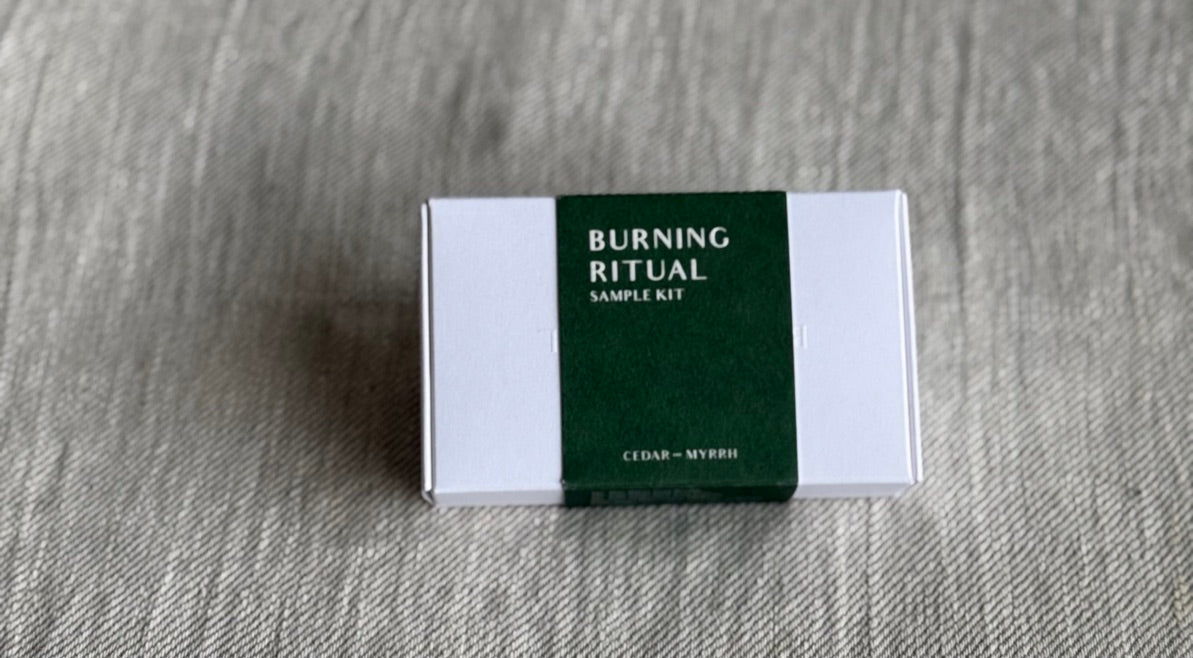 BURNING
RITUAL
SAMPLE KIT
CEDAR – MYRRH